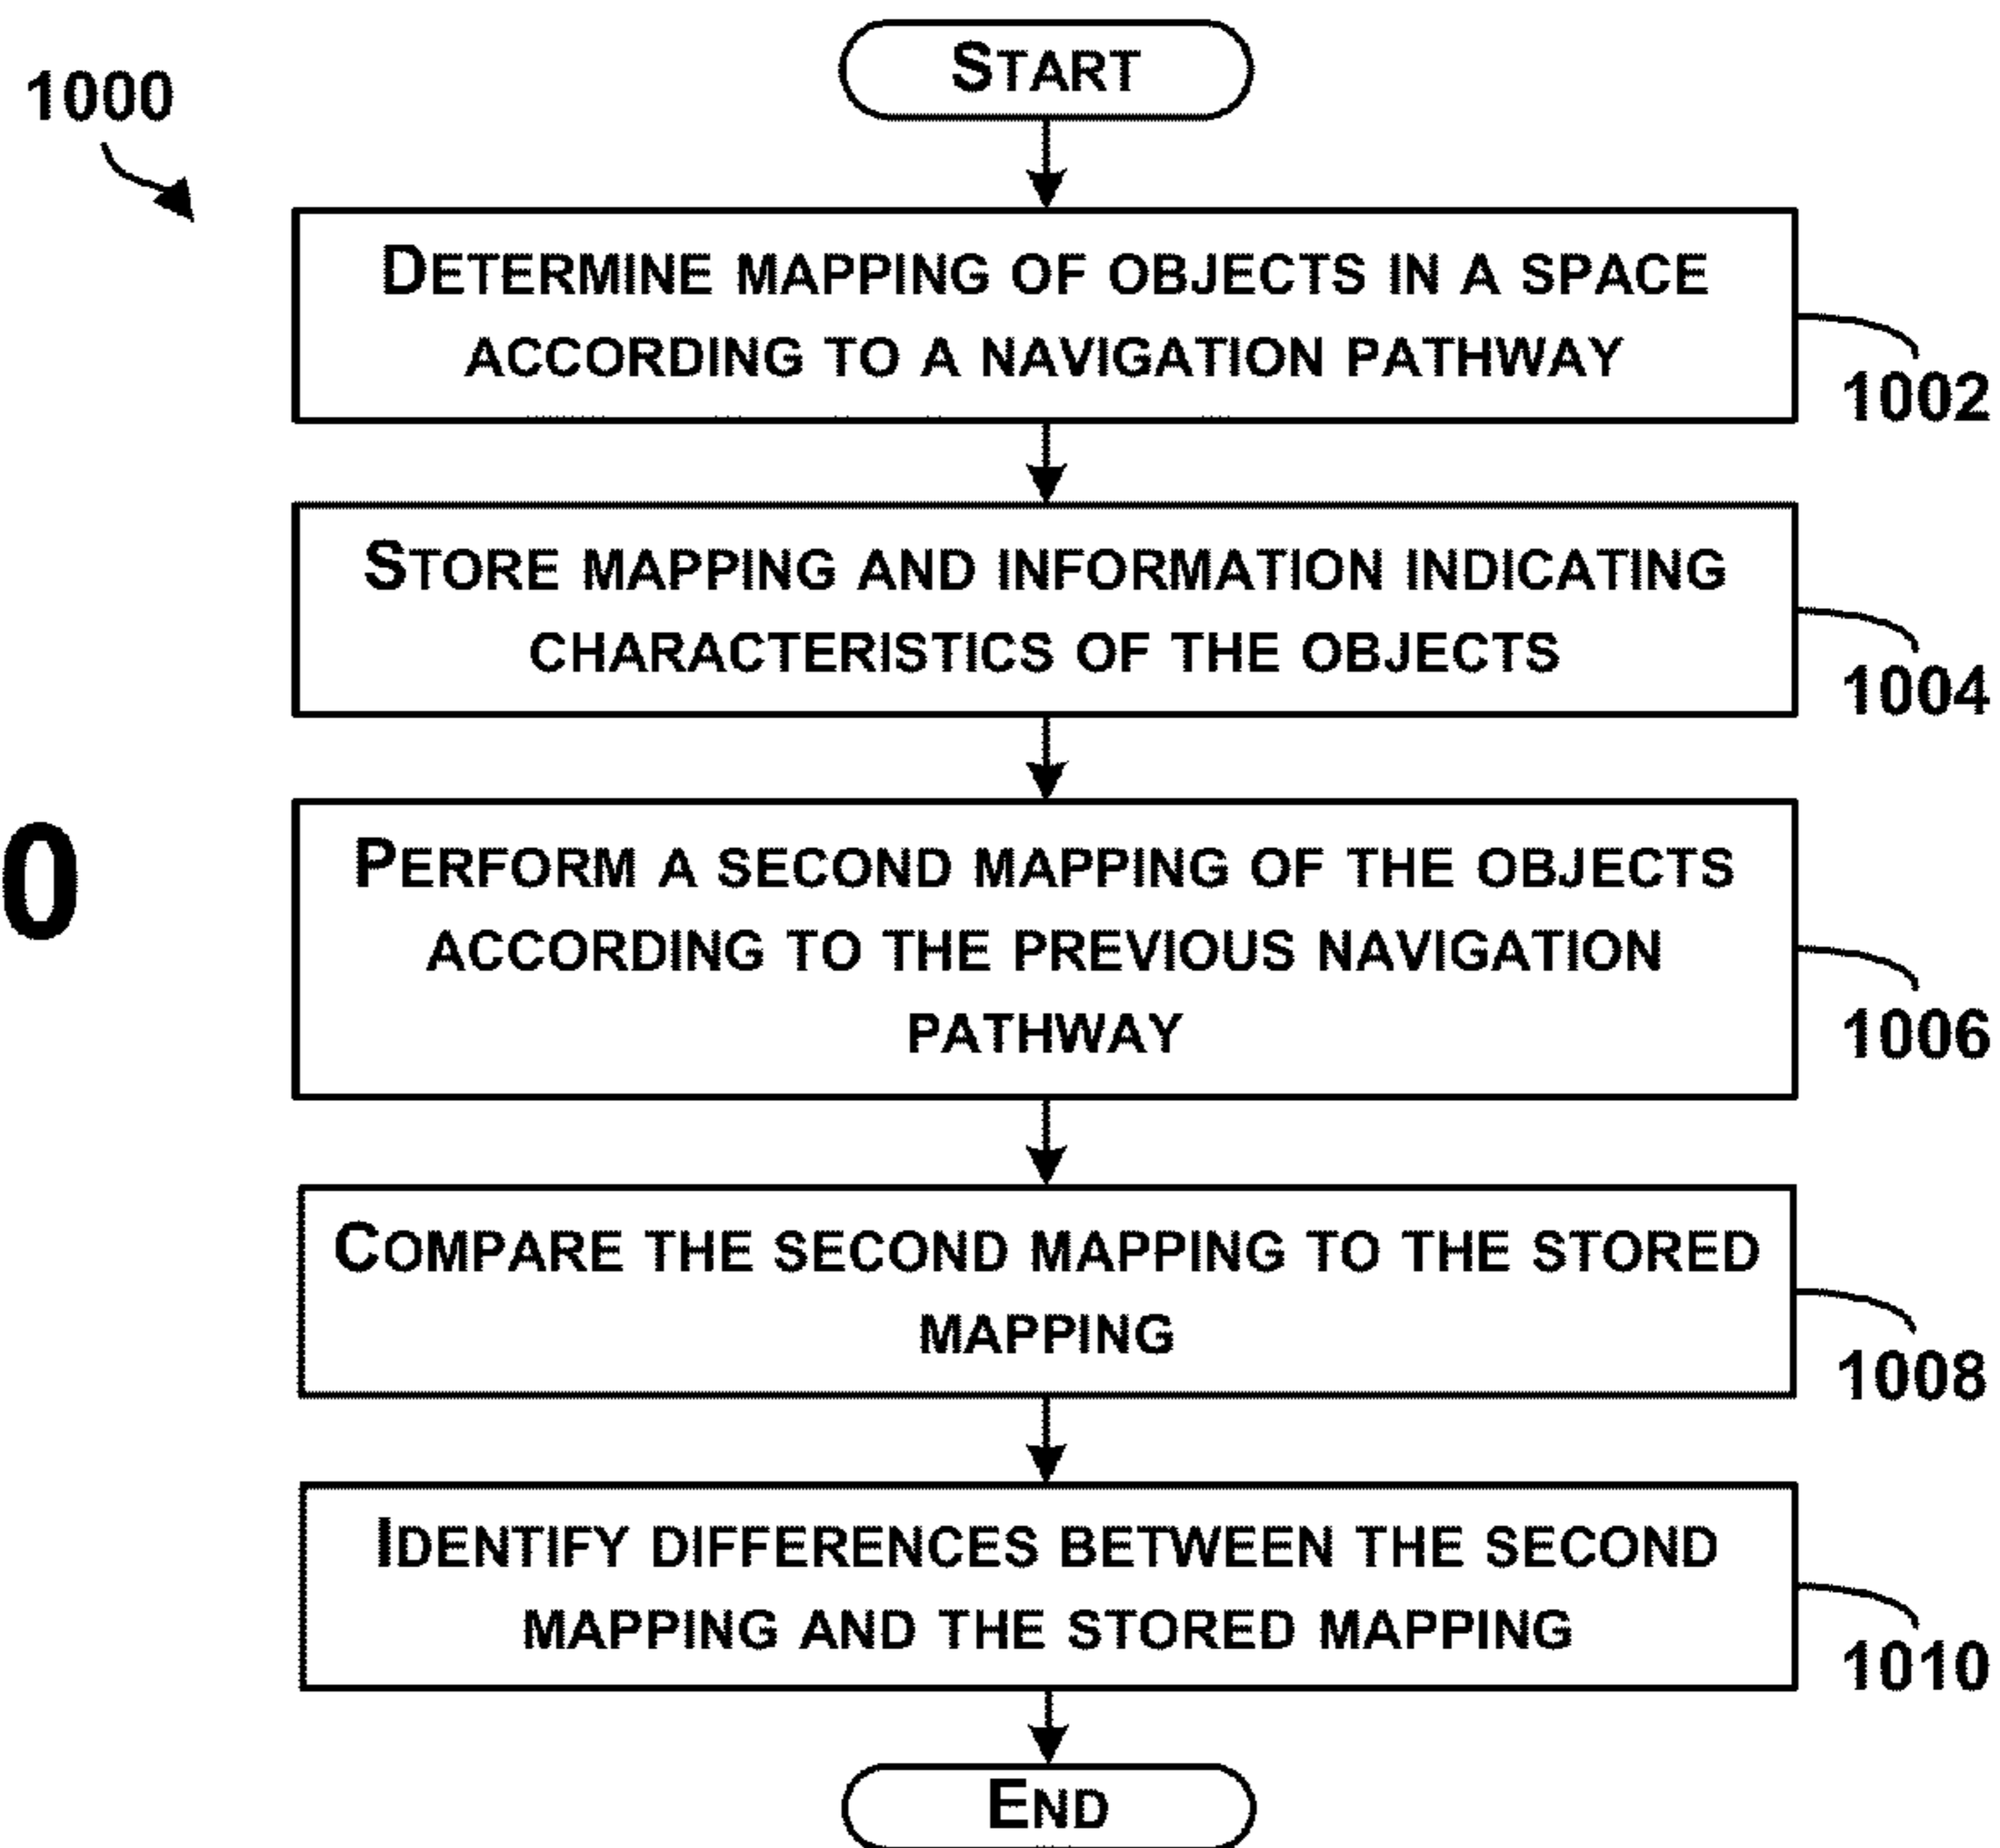 START
1000
DETERMINE MAPPING OF OBJECTS IN A SPACE
ACCORDING TO A NAVIGATION PATHWAY
1002
STORE MAPPING AND INFORMATION INDICATING
CHARACTERISTICS OF THE OBJECTS
1004
0
PERFORM A SECOND MAPPING OF THE OBJECTS
ACCORDING TO THE PREVIOUS NAVIGATION
PATHWAY
1006
COMPARE THE SECOND MAPPING TO THE STORED
MAPPING
1008
IDENTIFY DIFFERENCES BETWEEN THE SECOND
MAPPING AND THE STORED MAPPING
1010
END